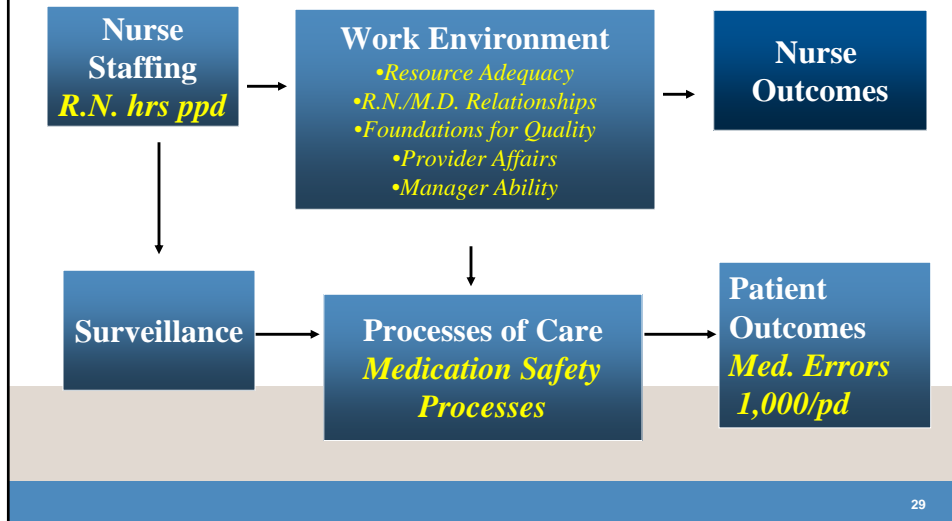 Nurse
Staffing
R.N. hrs ppd
Work Environment
•Resource Adequacy
•R.N./M.D. Relationships
•Foundations for Quality
•Provider Affairs
•Manager Ability
Nurse
Outcomes
Surveillance
Processes of Care
Medication Safety
Processes
Patient
Outcomes
Med. Errors
1,000/pd
29